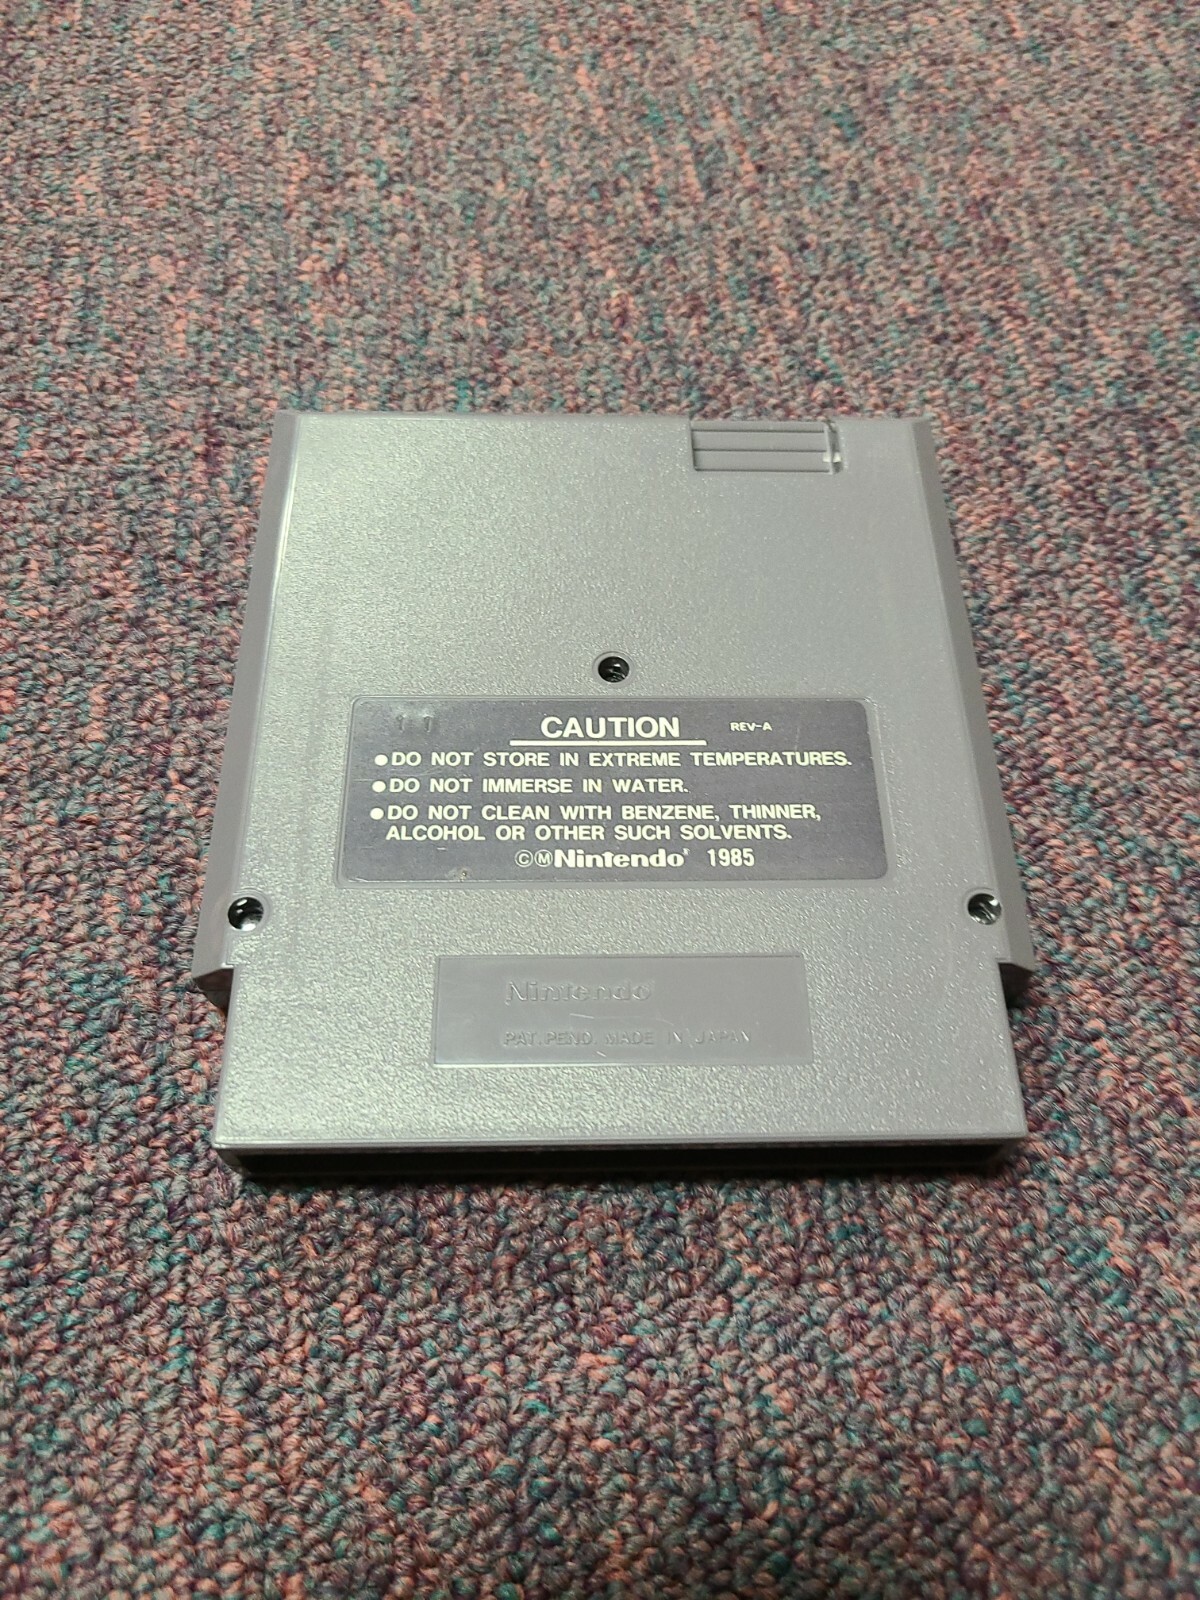 11
CAUTION REV-A
●DO NOT STORE IN EXTREME TEMPERATURES.
●DO NOT IMMERSE IN WATER.
●DO NOT CLEAN WITH BENZENE, THINNER,
ALCOHOL OR OTHER SUCH SOLVENTS.
©ⓂNintendo® 1985
Nintendo
PAT. PEND. MADE IN JAPAN